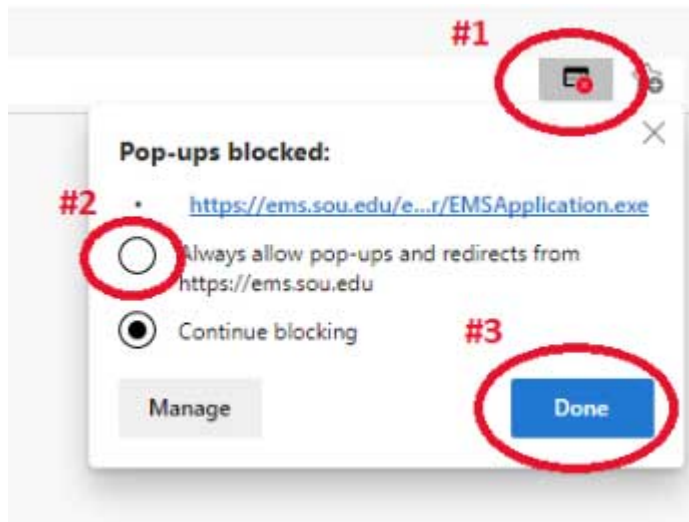 #1
Pop-ups blocked:
#2
• https://ems.sou.edu/e...r/EMSApplication.exe
Always allow pop-ups and redirects from
https://ems.sou.edu
Continue blocking
#3
Manage
Done